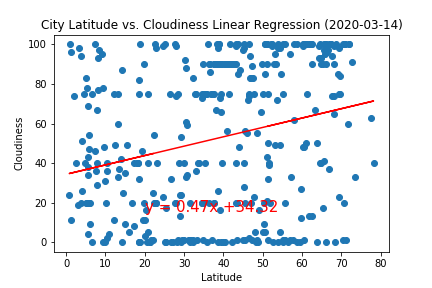 City Latitude vs. Cloudiness Linear Regression (2020-03-14)
100
80
60
40
20
0
Cloudiness
y = 0.47x +34.52
0 10 20 30 40 50 60 70 80
Latitude